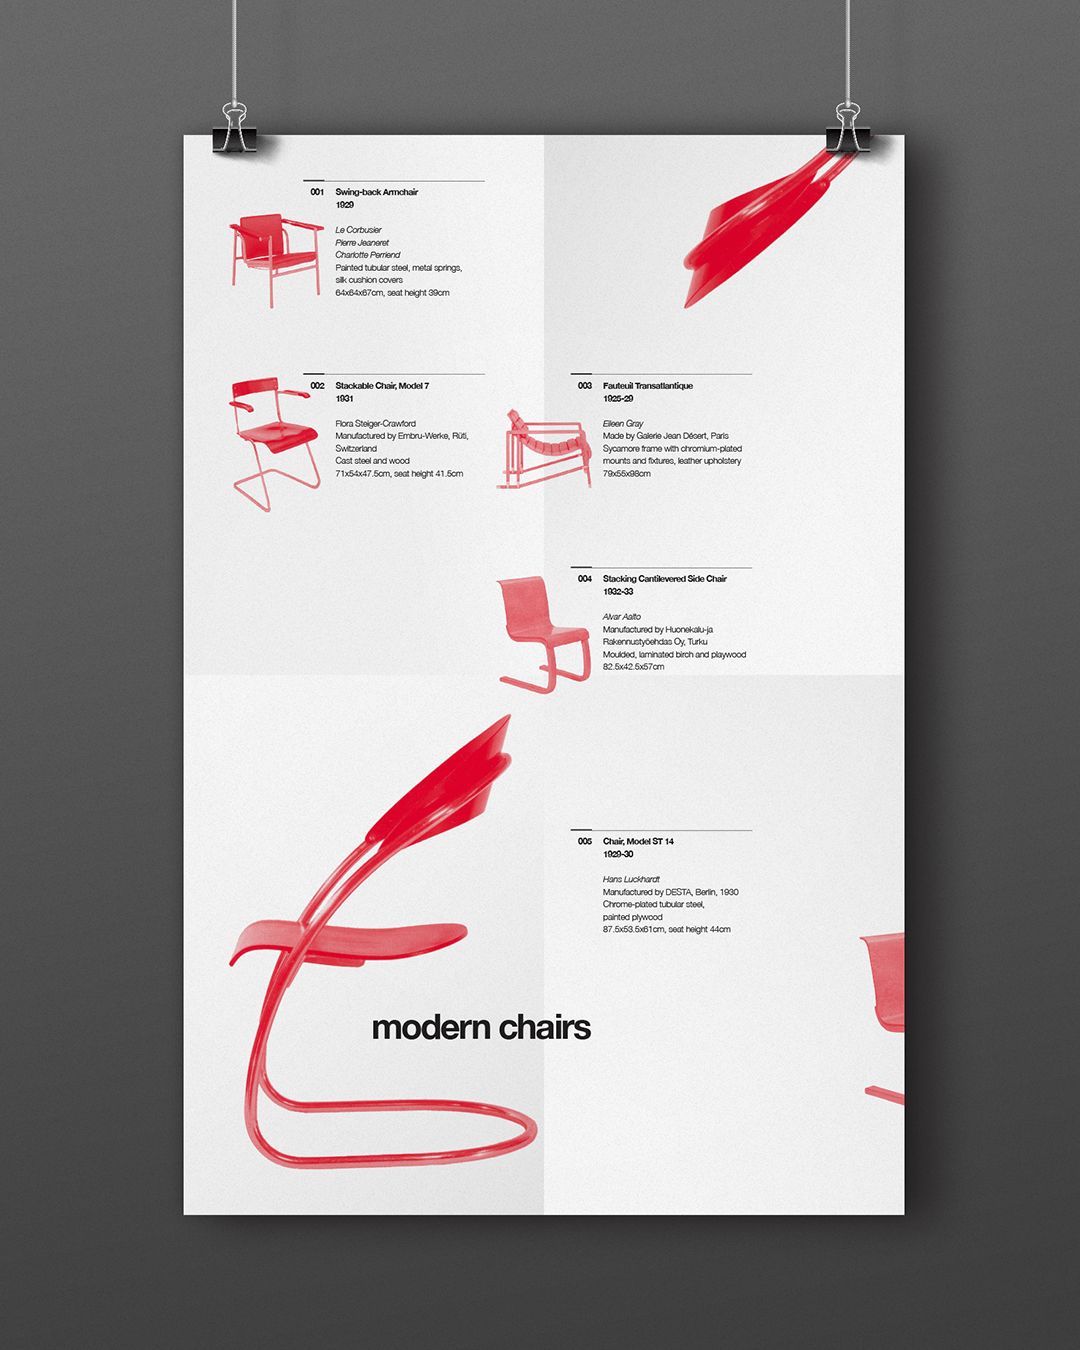 001 Swing-back Armchair
1929
Le Corbusier
Pierre Jeaneret
Charlotte Perriend
Painted tubular steel, metal springs,
silk cushion covers
64x64x67cm, seat height 39cm
002 Stackable Chair, Model 7
1931
Flora Steiger-Crawford
Manufactured by Embru-Werke, Rüti,
Switzerland
Cast steel and wood
71x54x47.5cm, seat height 41.5cm
003 Fauteuil Transatlantique
1925-29
Eileen Gray
Made by Galerie Jean Désert, Paris
Sycamore frame with chromium-plated
mounts and fixtures, leather upholstery
79x55x98cm
004 Stacking Cantilevered Side Chair
1932-33
Alvar Aalto
Manufactured by Huonekalu-ja
Rakennustyöehdas Oy, Turku
Moulded, laminated birch and playwood
82.5x42.5x57cm
005 Chair, Model ST 14
1929-30
Hans Luckhardt
Manufactured by DESTA, Berlin, 1930
Chrome-plated tubular steel,
painted plywood
87.5x53.5x61cm, seat height 44cm
modern chairs